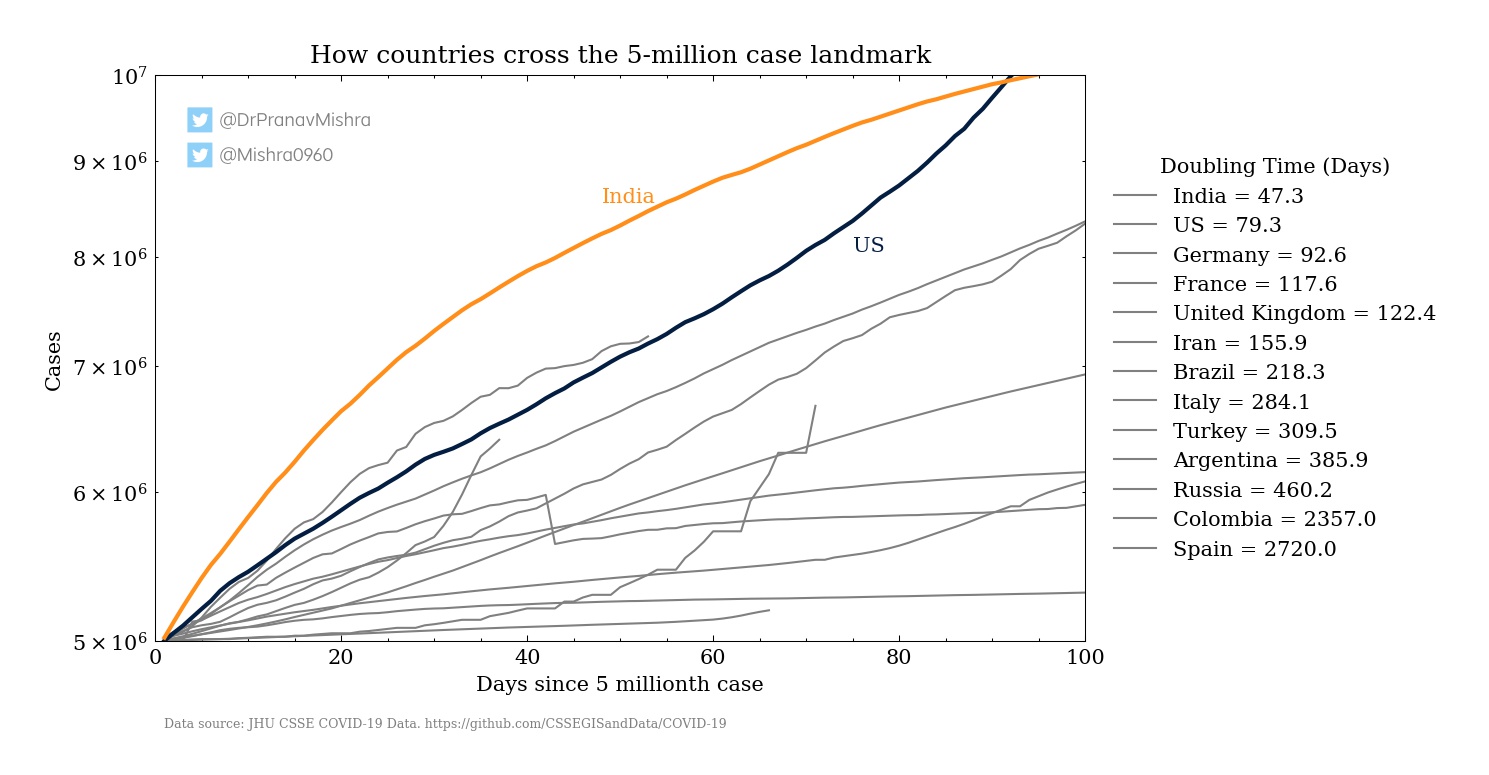 How countries cross the 5-million case landmark
10⁷
9 × 10⁶
8 × 10⁶
7 × 10⁶
6 × 10⁶
5 × 10⁶
Cases
@DrPranavMishra
@Mishra0960
India
US
0 20 40 60 80 100
Days since 5 millionth case
Doubling Time (Days)
India = 47.3
US = 79.3
Germany = 92.6
France = 117.6
United Kingdom = 122.4
Iran = 155.9
Brazil = 218.3
Italy = 284.1
Turkey = 309.5
Argentina = 385.9
Russia = 460.2
Colombia = 2357.0
Spain = 2720.0
Data source: JHU CSSE COVID-19 Data. https://github.com/CSSEGISandData/COVID-19